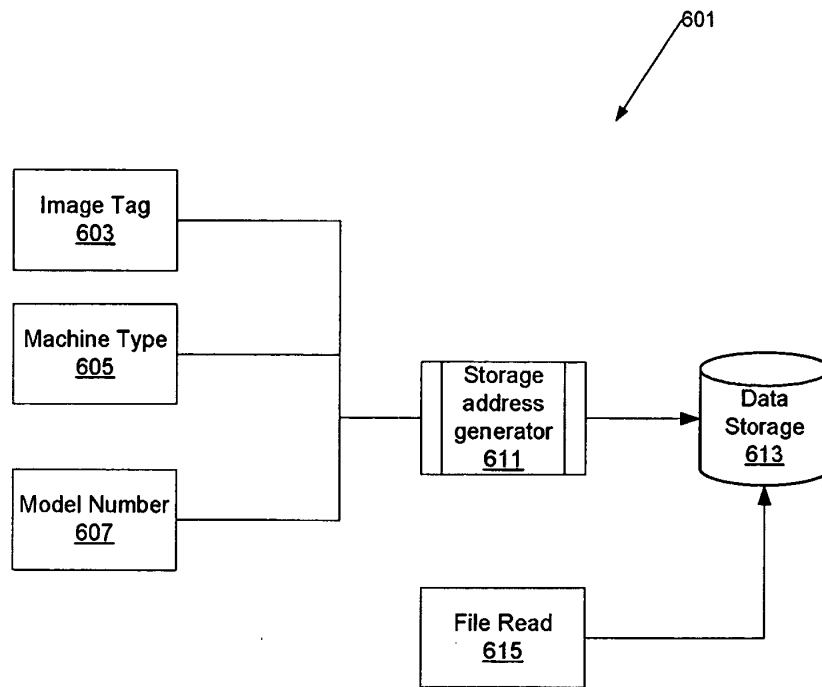 601
Image Tag
603
Machine Type
605
Model Number
607
Storage
address
generator
611
Data
Storage
613
File Read
615